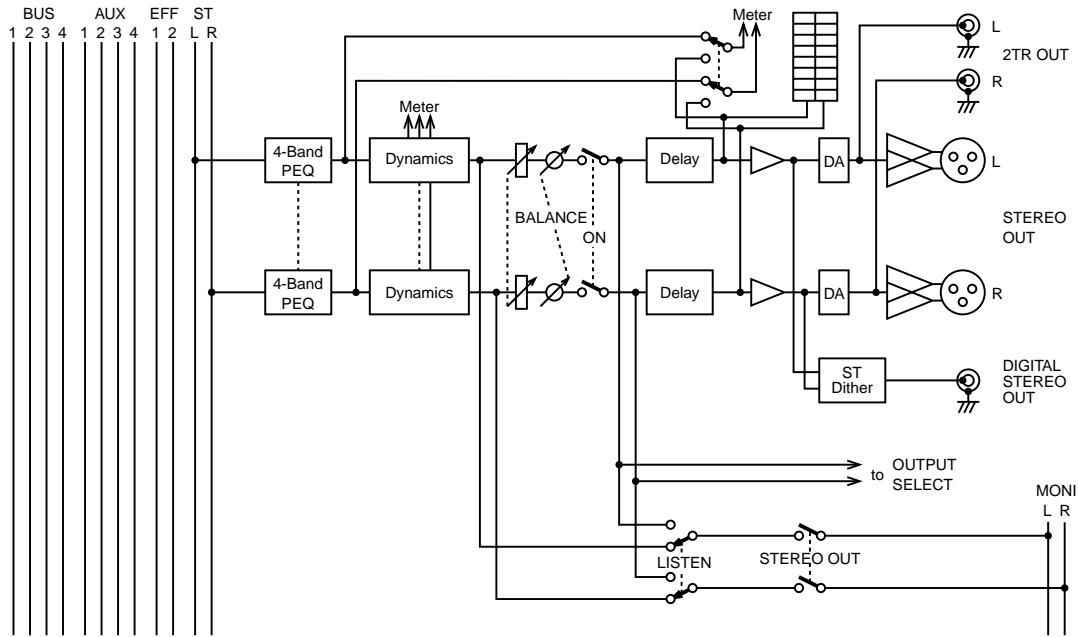 BUS AUX EFF ST
1 2 3 4 1 2 3 4 1 2 L R
Meter
L
2TR OUT
R
Meter
4-Band
PEQ
Dynamics
Delay
DA
L
BALANCE
ON
STEREO
OUT
4-Band
PEQ
Dynamics
Delay
DA
R
ST
Dither
DIGITAL
STEREO
OUT
to OUTPUT
SELECT
MONI
L R
LISTEN
STEREO OUT